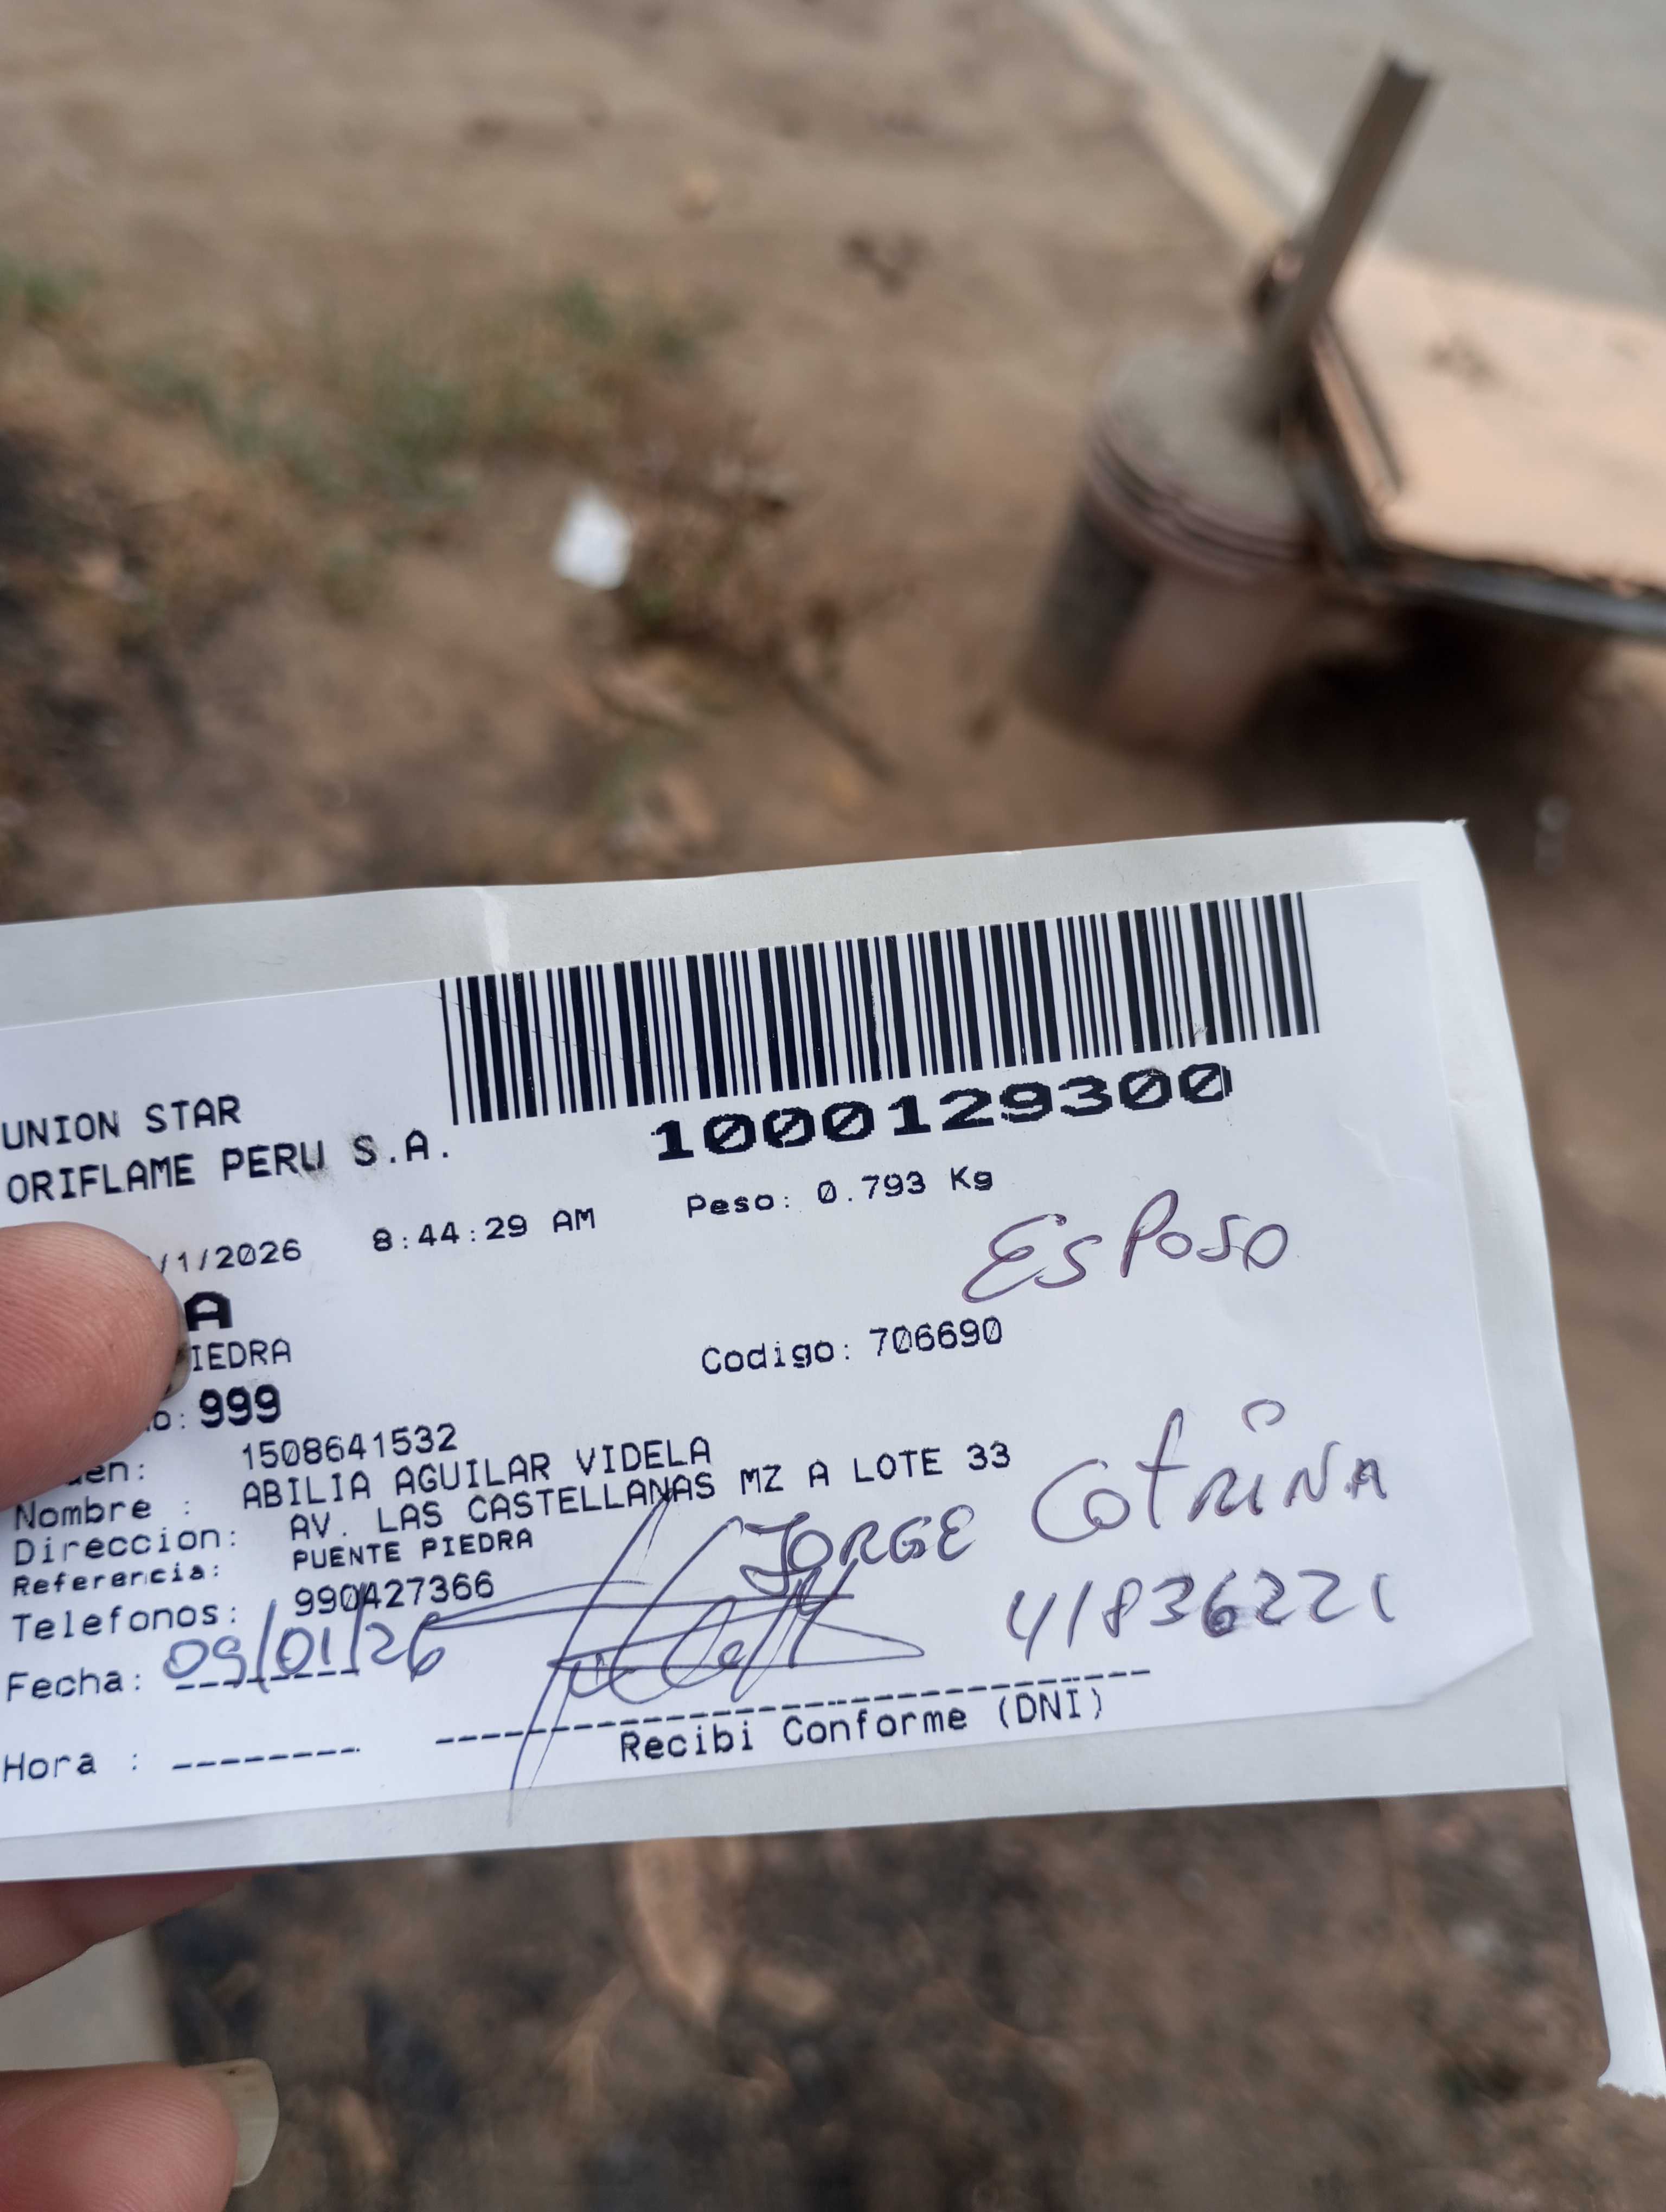 1000129300
UNION STAR
ORIFLAME PERU S.A.
Peso: 0.793 Kg
/1/2026 8:44:29 AM
ESPOSO
A
IEDRA
Codigo: 706690
o: 999
en: 1508641532
Nombre : ABILIA AGUILAR VIDELA
Direccion: AV. LAS CASTELLANAS MZ A LOTE 33
Referencia: PUENTE PIEDRA
JORGE COTRINA
Telefonos: 990427366
41836221
Fecha: 09/01/26
Recibi Conforme (DNI)
Hora :